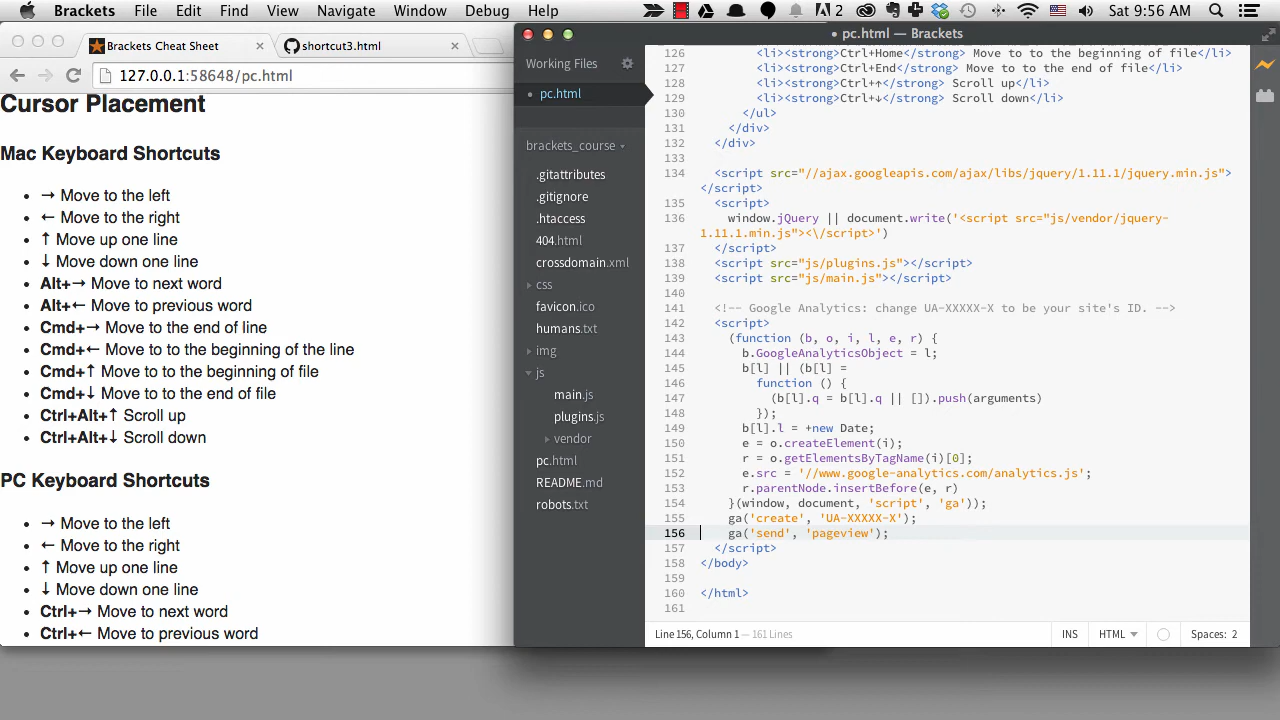 Brackets File Edit Find View Navigate Window Debug Help
2 Sat 9:56 AM
Brackets Cheat Sheet
shortcut3.html
127.0.0.1:58648/pc.html
Cursor Placement
Mac Keyboard Shortcuts
• → Move to the left
• ← Move to the right
• ↑ Move up one line
• ↓ Move down one line
• Alt+→ Move to next word
• Alt+← Move to previous word
• Cmd+→ Move to the end of line
• Cmd+← Move to to the beginning of the line
• Cmd+↑ Move to to the beginning of file
• Cmd+↓ Move to to the end of file
• Ctrl+Alt+↑ Scroll up
• Ctrl+Alt+↓ Scroll down
PC Keyboard Shortcuts
• → Move to the left
• ← Move to the right
• ↑ Move up one line
• ↓ Move down one line
• Ctrl+→ Move to next word
• Ctrl+← Move to previous word
• pc.html — Brackets
Working Files
• pc.html
brackets_course
.gitattributes
.gitignore
.htaccess
404.html
crossdomain.xml
css
favicon.ico
humans.txt
img
js
main.js
plugins.js
vendor
pc.html
README.md
robots.txt
126 <li><strong>Ctrl+Home</strong> Move to to the beginning of file</li>
127 <li><strong>Ctrl+End</strong> Move to to the end of file</li>
128 <li><strong>Ctrl+↑</strong> Scroll up</li>
129 <li><strong>Ctrl+↓</strong> Scroll down</li>
130 </ul>
131 </div>
132 </div>
133
134 <script src="//ajax.googleapis.com/ajax/libs/jquery/1.11.1/jquery.min.js">
</script>
135 <script>
136 window.jQuery || document.write('<script src="js/vendor/jquery-
1.11.1.min.js"><\/script>')
137 </script>
138 <script src="js/plugins.js"></script>
139 <script src="js/main.js"></script>
140
141 <!-- Google Analytics: change UA-XXXXX-X to be your site's ID. -->
142 <script>
143 (function (b, o, i, l, e, r) {
144 b.GoogleAnalyticsObject = l;
145 b[l] || (b[l] =
146 function () {
147 (b[l].q = b[l].q || []).push(arguments)
148 });
149 b[l].l = +new Date;
150 e = o.createElement(i);
151 r = o.getElementsByTagName(i)[0];
152 e.src = '//www.google-analytics.com/analytics.js';
153 r.parentNode.insertBefore(e, r)
154 }(window, document, 'script', 'ga'));
155 ga('create', 'UA-XXXXX-X');
156 ga('send', 'pageview');
157 </script>
158 </body>
159
160 </html>
161
Line 156, Column 1 — 161 Lines
INS HTML Spaces: 2